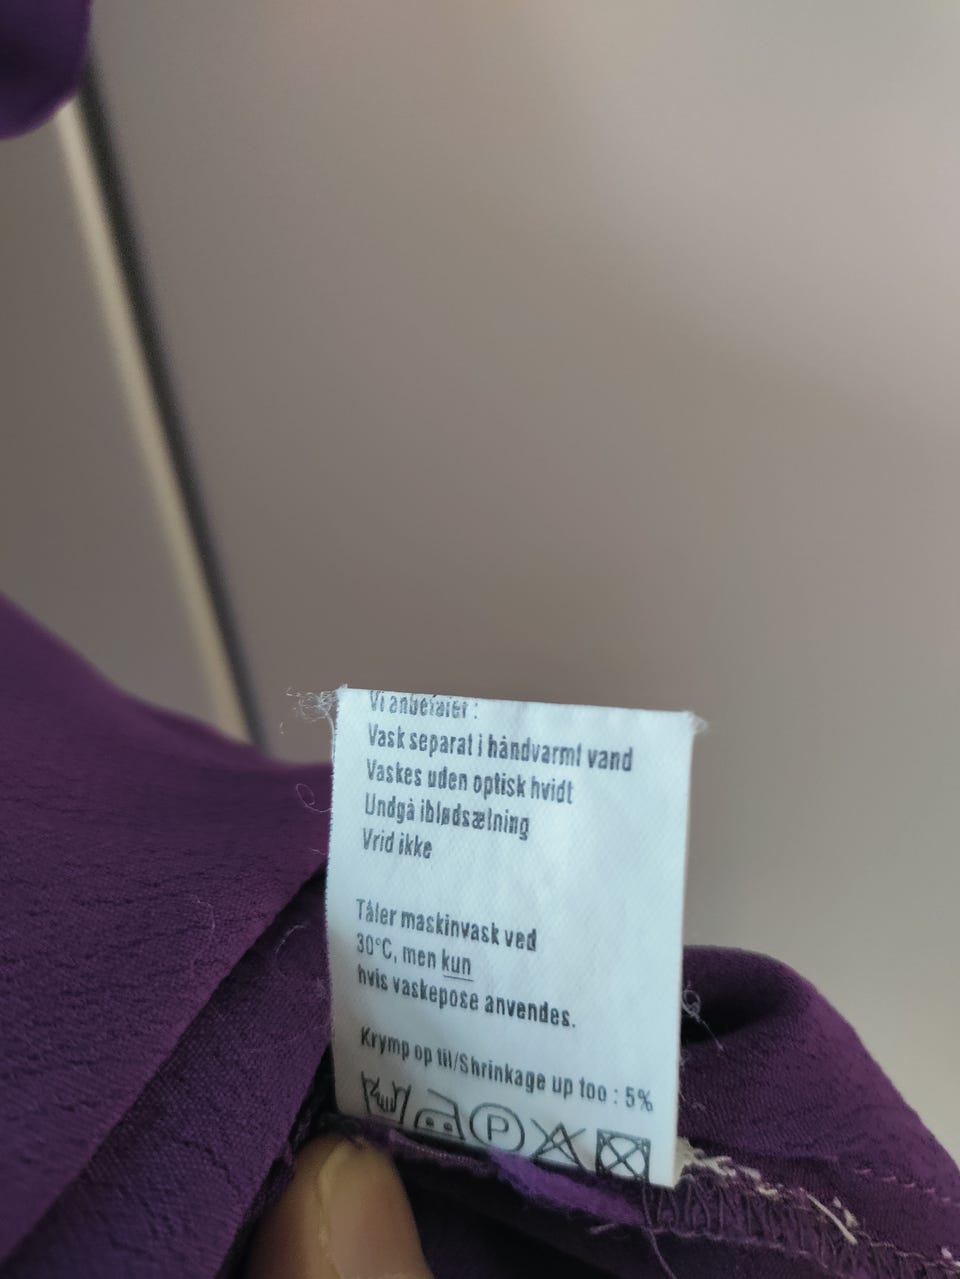 Vi anbefaler :
Vask separat i håndvarmt vand
Vaskes uden optisk hvidt
Undgå iblødsælning
Vrid ikke
Tåler maskinvask ved
30°C, men kun
hvis vaskepose anvendes.
Krymp op til/Shrinkage up too : 5%
P